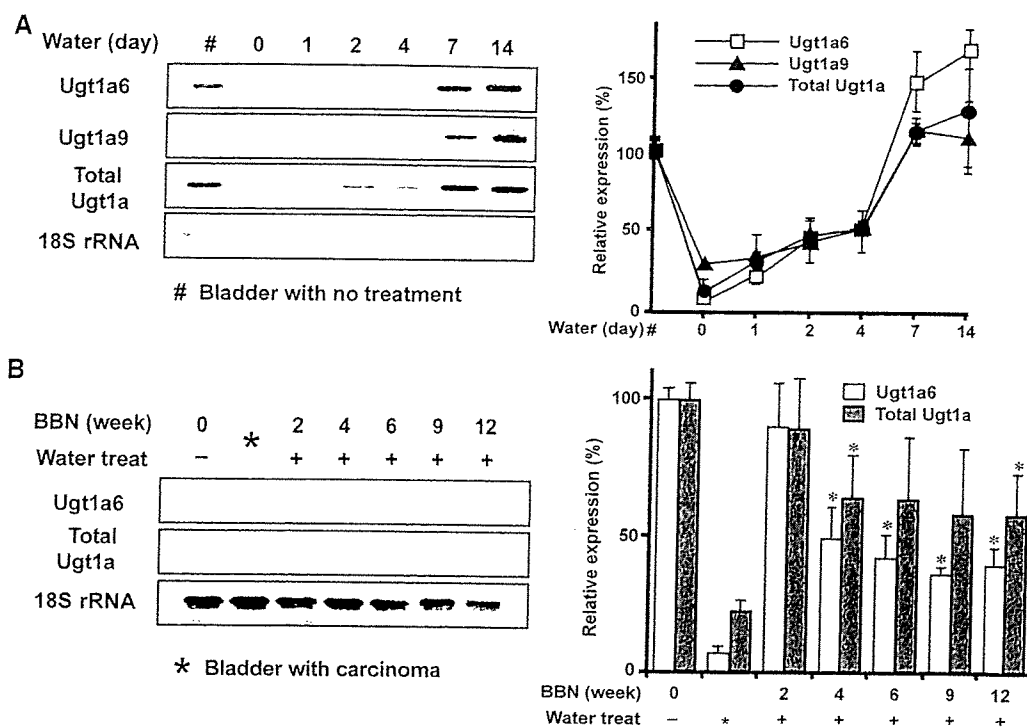 A
Water (day) # 0 1 2 4 7 14
Ugt1a6
Ugt1a9
Total
Ugt1a
18S rRNA
# Bladder with no treatment
Ugt1a6
Ugt1a9
Total Ugt1a
Relative expression (%)
150
100
50
0
Water (day) # 0 1 2 4 7 14
B
BBN (week) 0 * 2 4 6 9 12
Water treat – + + + + +
Ugt1a6
Total
Ugt1a
18S rRNA
* Bladder with carcinoma
Ugt1a6
Total Ugt1a
Relative expression (%)
100
50
0
* * * * *
*
BBN (week) 0 2 4 6 9 12
Water treat – * + + + + +